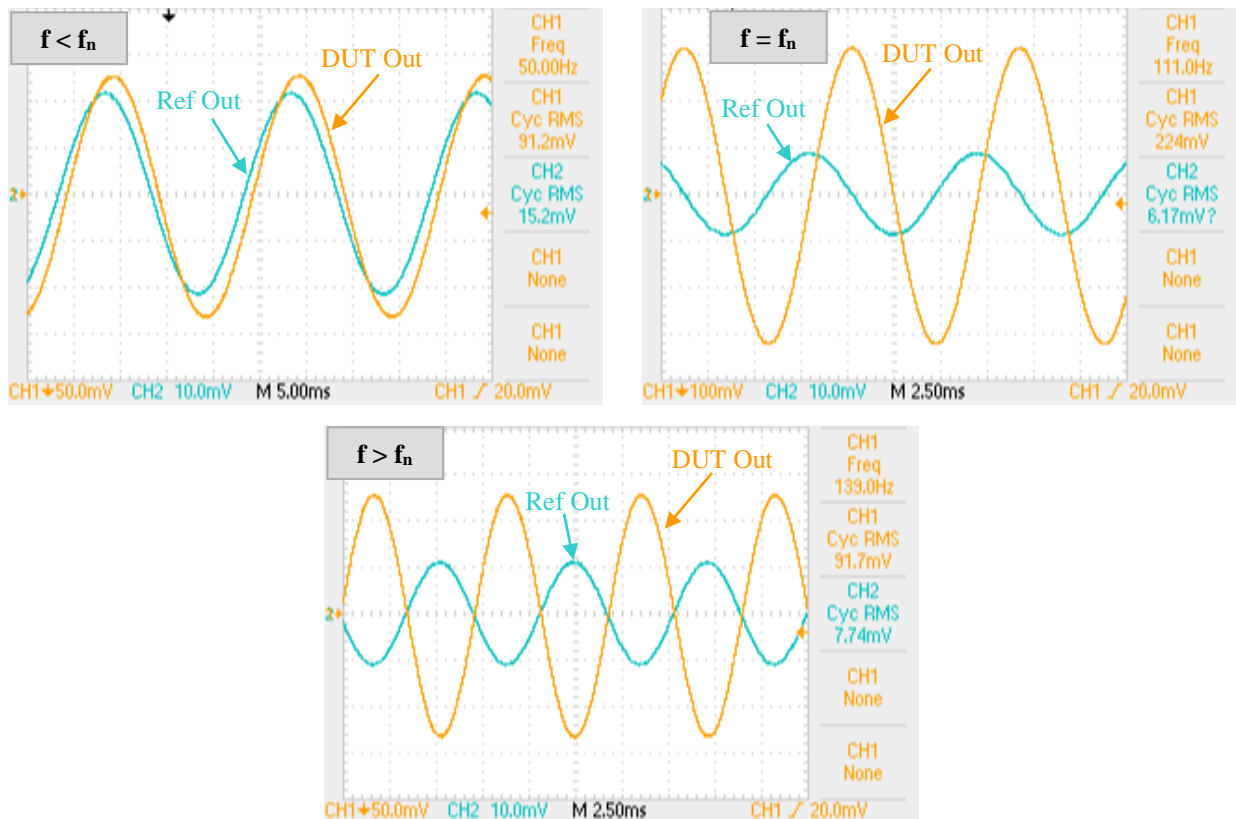 f < fn
DUT Out
Ref Out
2
CH1
Freq
50.00Hz
CH1
Cyc RMS
91.2mV
CH2
Cyc RMS
15.2mV
CH1
None
CH1
None
CH1 50.0mV CH2 10.0mV M 5.00ms CH1 20.0mV
f = fn
DUT Out
Ref Out
2
CH1
Freq
111.0Hz
CH1
Cyc RMS
224mV
CH2
Cyc RMS
6.17mV?
CH1
None
CH1
None
CH1 100mV CH2 10.0mV M 2.50ms CH1 20.0mV
f > fn
DUT Out
Ref Out
2
CH1
Freq
139.0Hz
CH1
Cyc RMS
91.7mV
CH2
Cyc RMS
7.74mV
CH1
None
CH1
None
CH1 50.0mV CH2 10.0mV M 2.50ms CH1 20.0mV